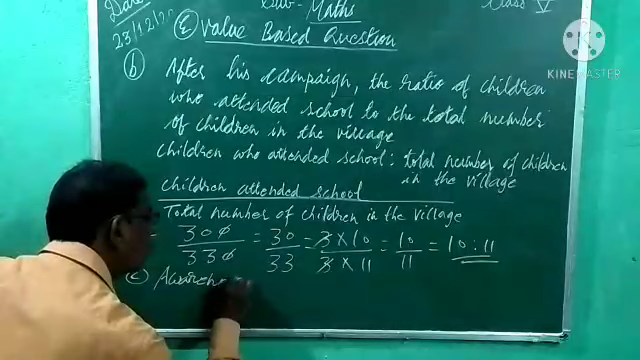 Date
Sub- Maths
Class V
23/12/20
Ⓔ Value Based Question
ⓑ After his campaign, the ratio of children
who attended school to the total number
of children in the village
children who attended school : total number of children
in the village
children attended school
Total number of children in the village
300/330 = 30/33 = 3×10/3×11 = 10/11 = 10:11
ⓒ Awaren
KINEMASTER